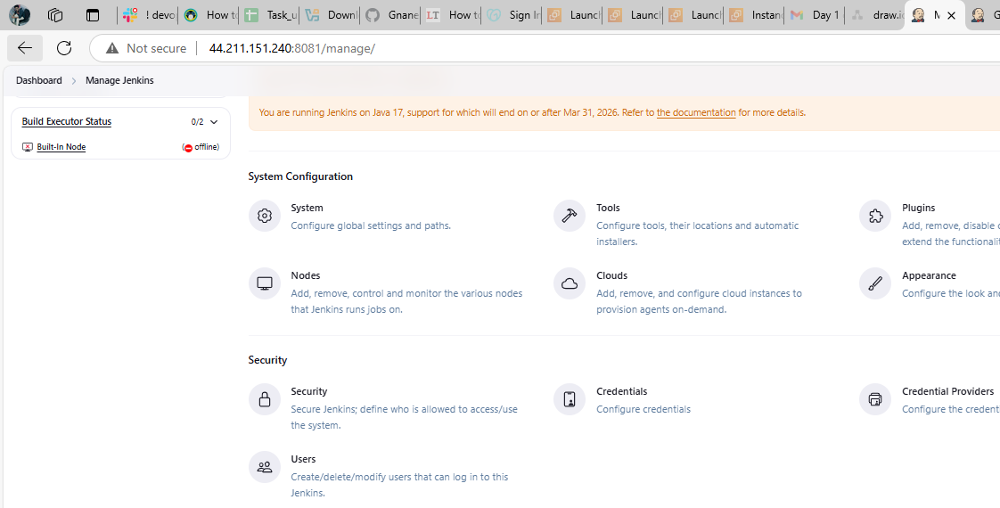 ! devo
How to
Task_u
Downl
Gnane
How to
Sign In
Launch
Launch
Launch
Instanc
Day 1
draw.io
Not secure
44.211.151.240:8081/manage/
Dashboard
Manage Jenkins
Build Executor Status
0/2
Built-In Node
(offline)
You are running Jenkins on Java 17, support for which will end on or after Mar 31, 2026. Refer to the documentation for more details.
System Configuration
System
Configure global settings and paths.
Tools
Configure tools, their locations and automatic
installers.
Plugins
Add, remove, disable
extend the functionalit
Nodes
Add, remove, control and monitor the various nodes
that Jenkins runs jobs on.
Clouds
Add, remove, and configure cloud instances to
provision agents on-demand.
Appearance
Configure the look and
Security
Security
Secure Jenkins; define who is allowed to access/use
the system.
Credentials
Configure credentials
Credential Providers
Configure the credenti
Users
Create/delete/modify users that can log in to this
Jenkins.